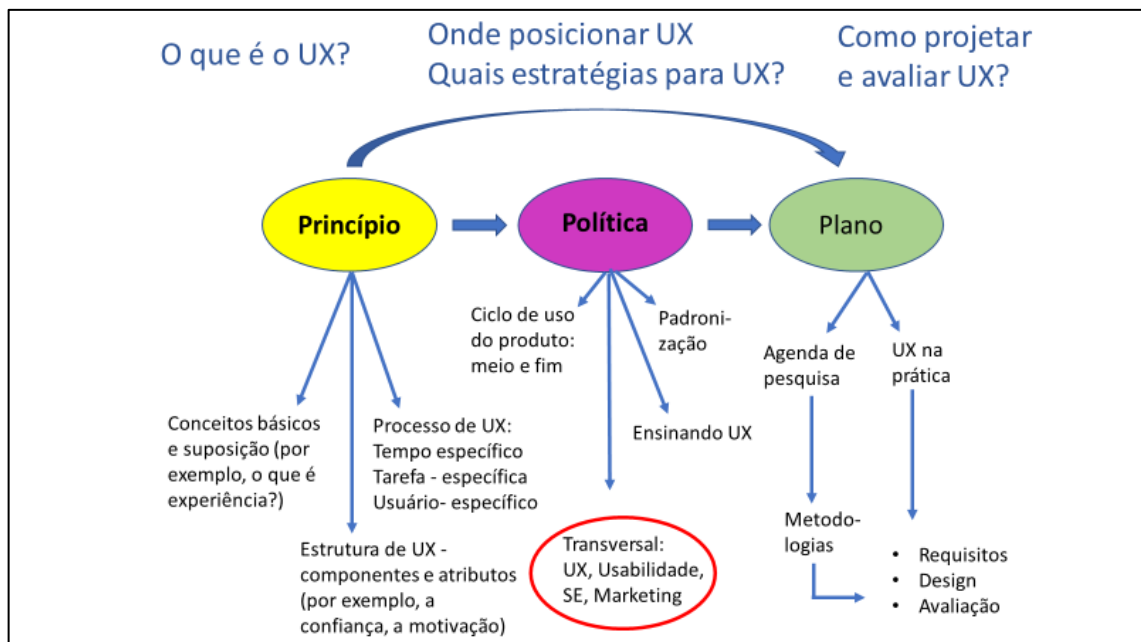 O que é o UX?
Onde posicionar UX
Quais estratégias para UX?
Como projetar
e avaliar UX?
Princípio
Política
Plano
Conceitos básicos
e suposição (por
exemplo, o que é
experiência?)
Processo de UX:
Tempo específico
Tarefa - específica
Usuário- específico
Estrutura de UX -
componentes e atributos
(por exemplo, a
confiança, a motivação)
Ciclo de uso
do produto:
meio e fim
Padroni-
zação
Ensinando UX
Transversal:
UX, Usabilidade,
SE, Marketing
Agenda de
pesquisa
UX na
prática
Metodo-
logias
• Requisitos
• Design
• Avaliação